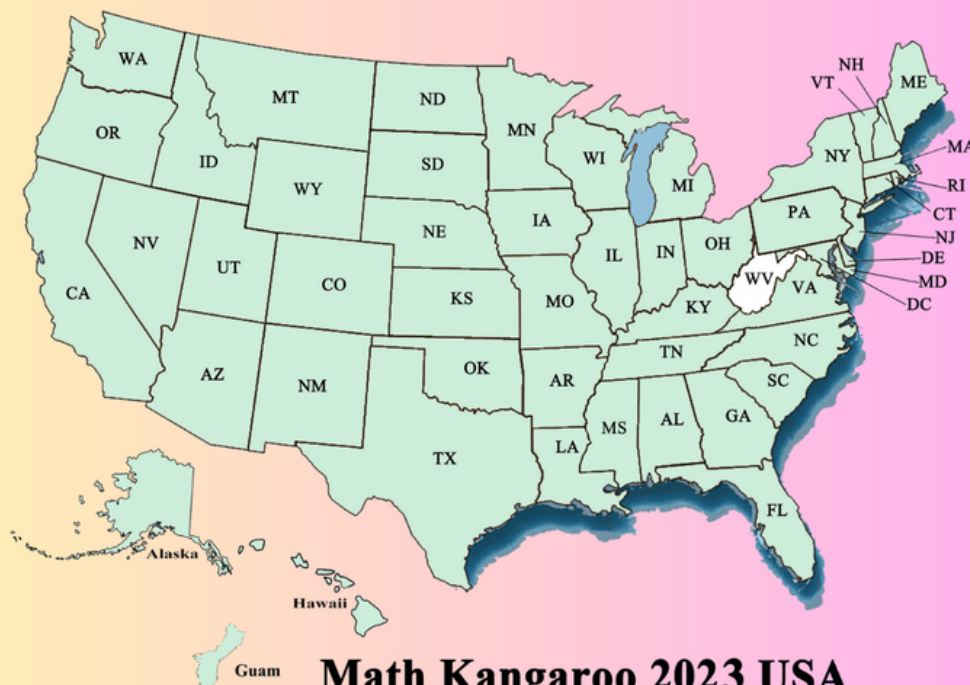 NH
VT
ME
WA
MT
ND
MN
OR
ID
SD
WI
MI
NY
MA
WY
RI
CT
IA
NE
PA
NJ
NV
UT
CO
IL
IN
OH
DE
MD
WV
VA
DC
CA
KS
MO
KY
NC
TN
AZ
NM
OK
AR
SC
MS
AL
GA
LA
TX
FL
Alaska
Hawaii
Guam
Math Kangaroo 2023 USA